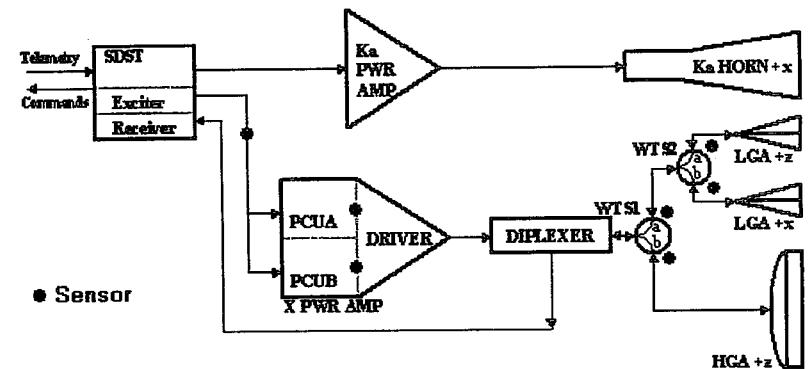 Telemetry
Commands
SDST
Exciter
Receiver
Ka
PWR
AMP
Ka HORN +x
WTS2
a
b
LGA +z
LGA +x
WTS1
a
b
PCUA
PCUB
DRIVER
X PWR AMP
DIPLEXER
HGA +z
Sensor